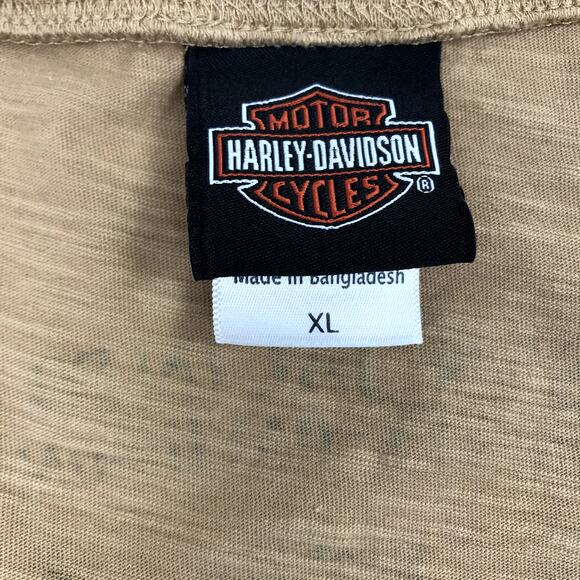 MOTOR
HARLEY-DAVIDSON
CYCLES ®
Made in Bangladesh
XL